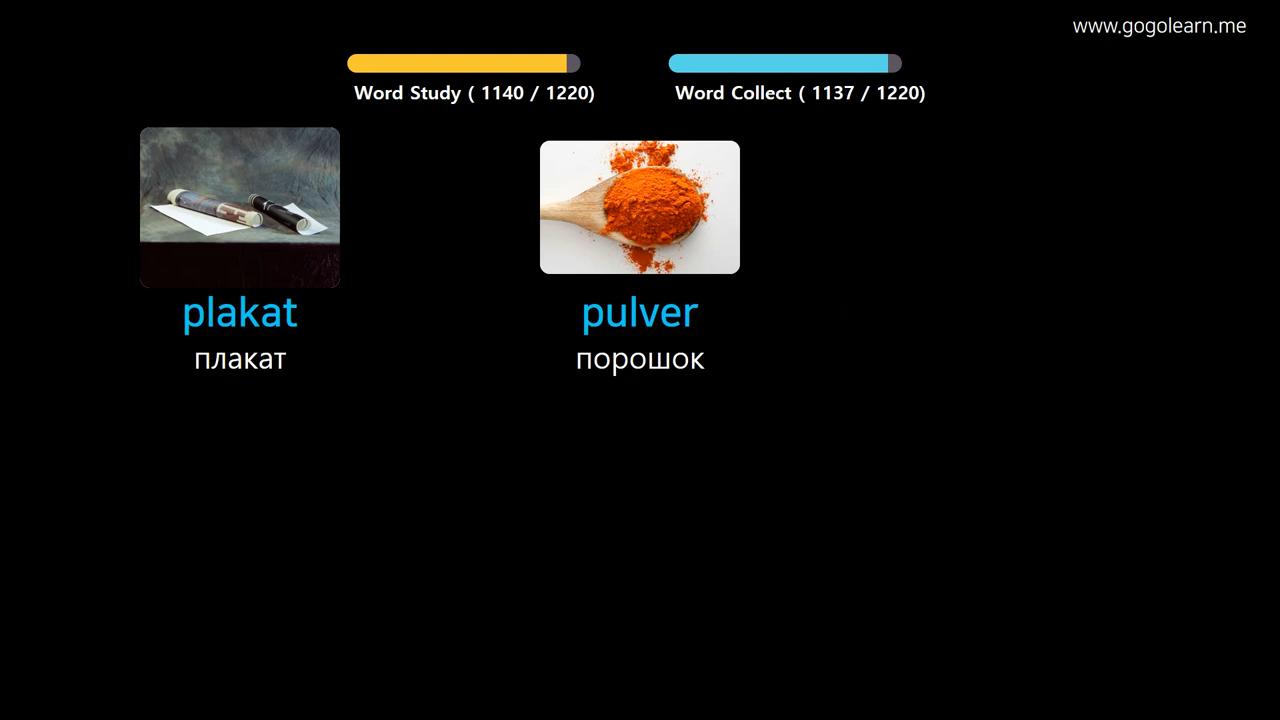 www.gogolearn.me
Word Study ( 1140 / 1220)
Word Collect ( 1137 / 1220)
plakat
pulver
плакат
порошок